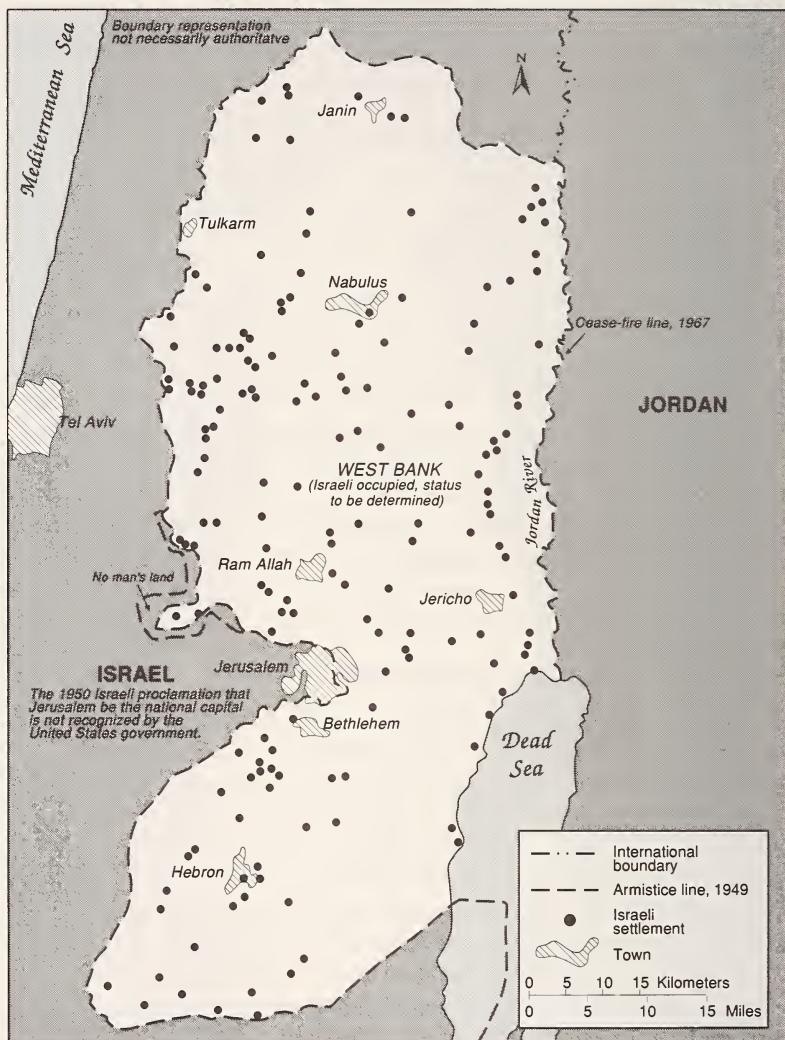 Boundary representation
not necessarily authoritatve
Mediterranean Sea
N
Janin
Tulkarm
Nabulus
Cease-fire line, 1967
Tel Aviv
JORDAN
WEST BANK
(Israeli occupied, status
to be determined)
Jordan River
Ram Allah
No man's land
Jericho
ISRAEL
Jerusalem
The 1950 Israeli proclamation that
Jerusalem be the national capital
is not recognized by the
United States government.
Bethlehem
Dead
Sea
Hebron
International
boundary
Armistice line, 1949
Israeli
settlement
Town
0 5 10 15 Kilometers
0 5 10 15 Miles